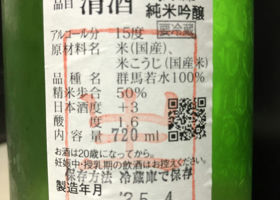 品目 清酒
純米吟醸
要冷蔵
アルコール分 15度
原材料名 米(国産)、
米こうじ(国産米)
品種名 群馬若水100%
精米歩合 50%
日本酒度 +3
酸度 1.6
内容量 720ml
お酒は20歳になってから。
妊娠中・授乳期の飲酒はお控えください。
保存方法 冷蔵庫で保存
製造年月 '25.4